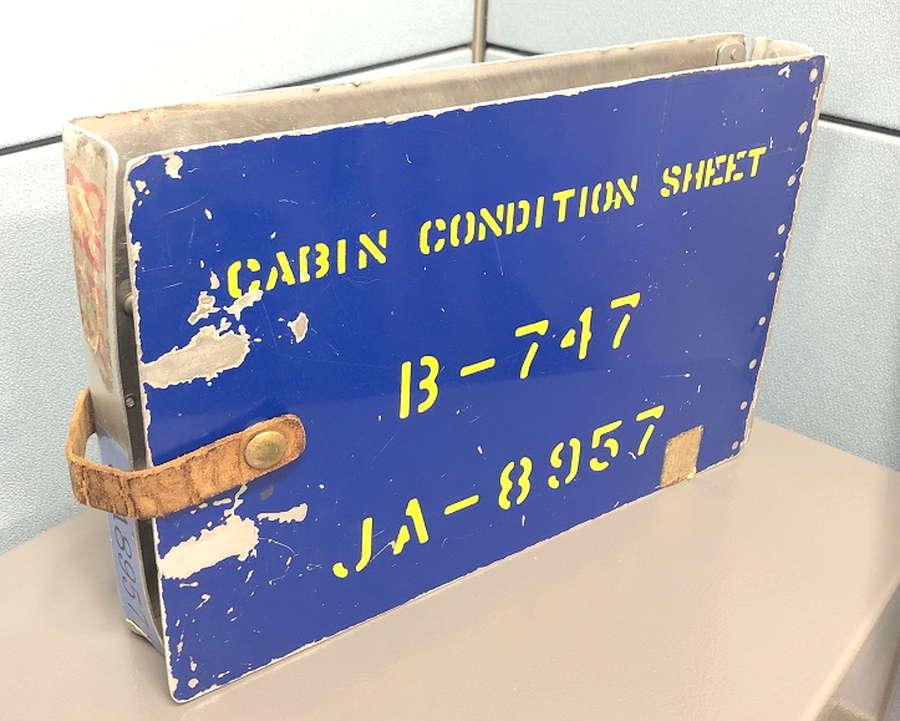 CABIN CONDITION SHEET
B-747
JA-8957